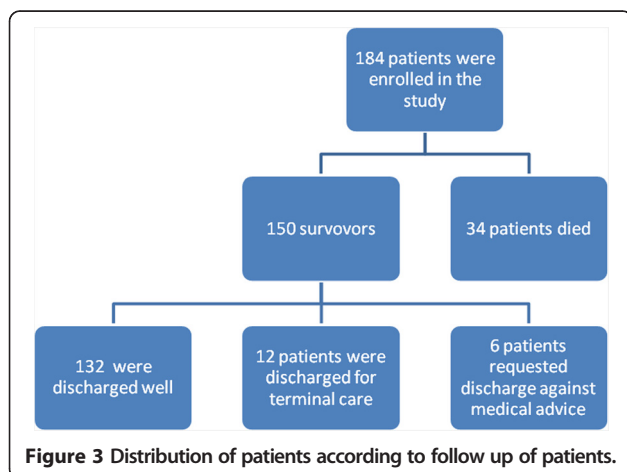 184 patients were
enrolled in the
study
150 survovors
34 patients died
132 were
discharged well
12 patients were
discharged for
terminal care
6 patients
requested
discharge against
medical advice
Figure 3 Distribution of patients according to follow up of patients.